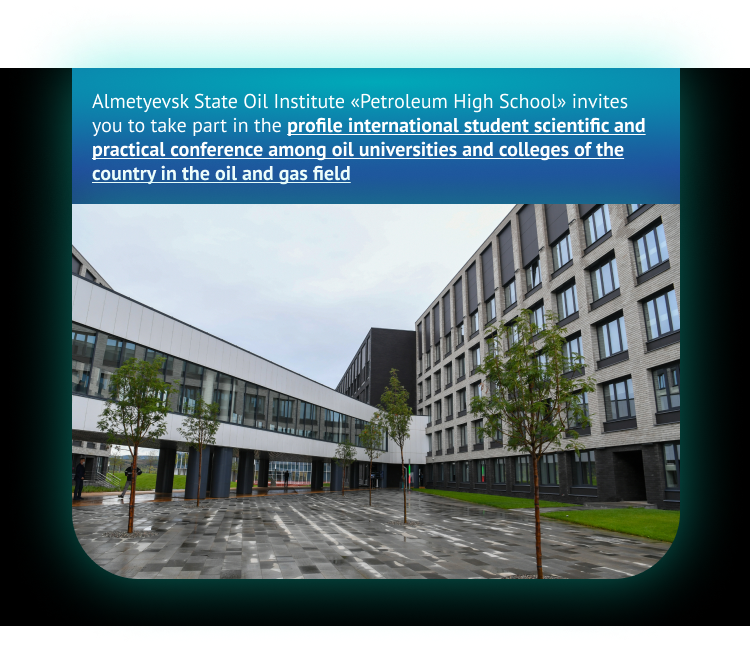 Almetyevsk State Oil Institute «Petroleum High School» invites
you to take part in the profile international student scientific and
practical conference among oil universities and colleges of the
country in the oil and gas field